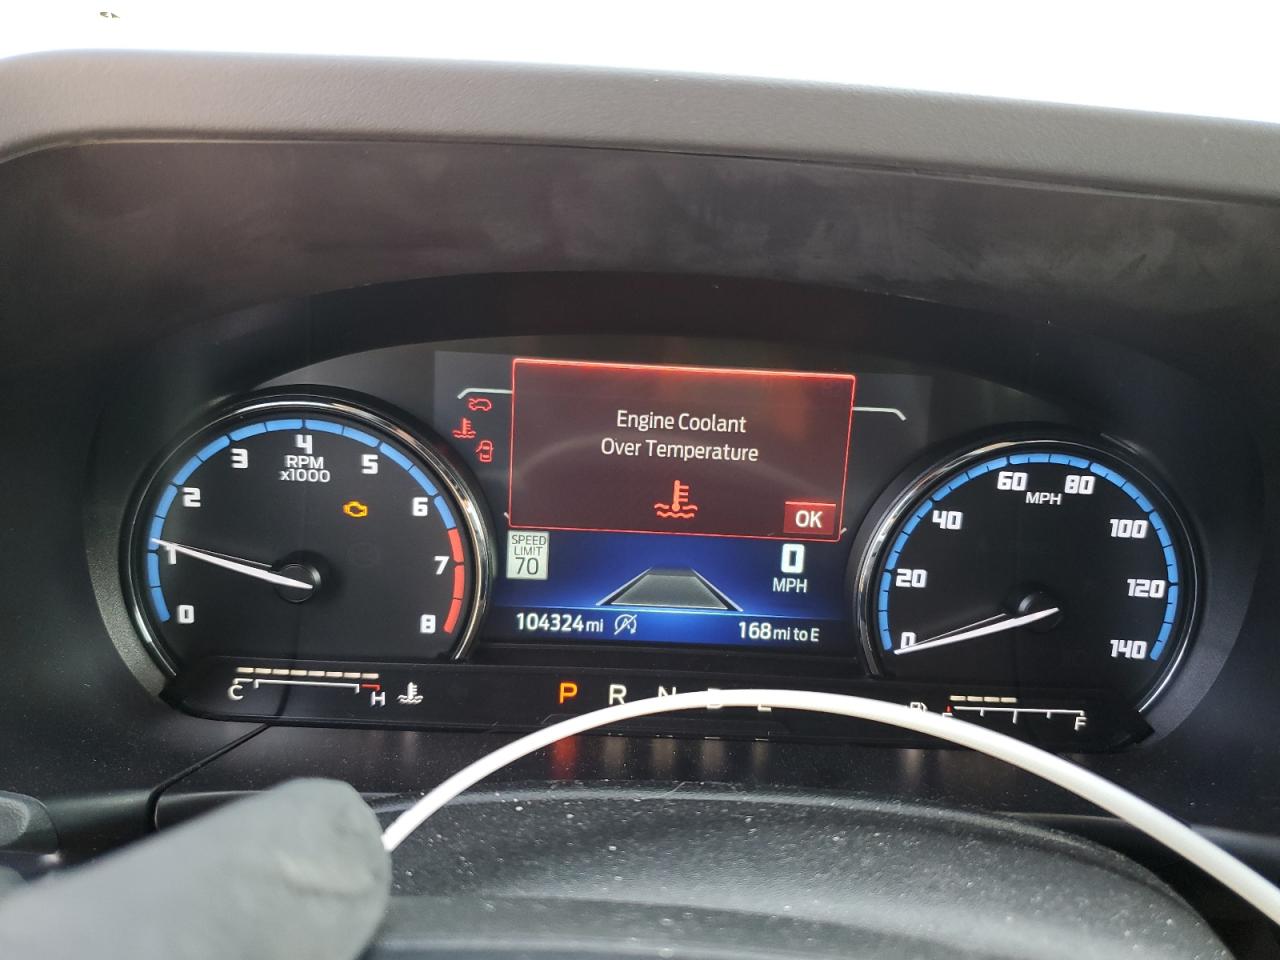 Engine Coolant
Over Temperature
OK
0
1
2
3
4
5
6
7
8
RPM
x1000
SPEED
LIMIT
70
0
MPH
104324 mi
168 mi to E
0
20
40
60
80
100
120
140
MPH
C
H
P R N D
F